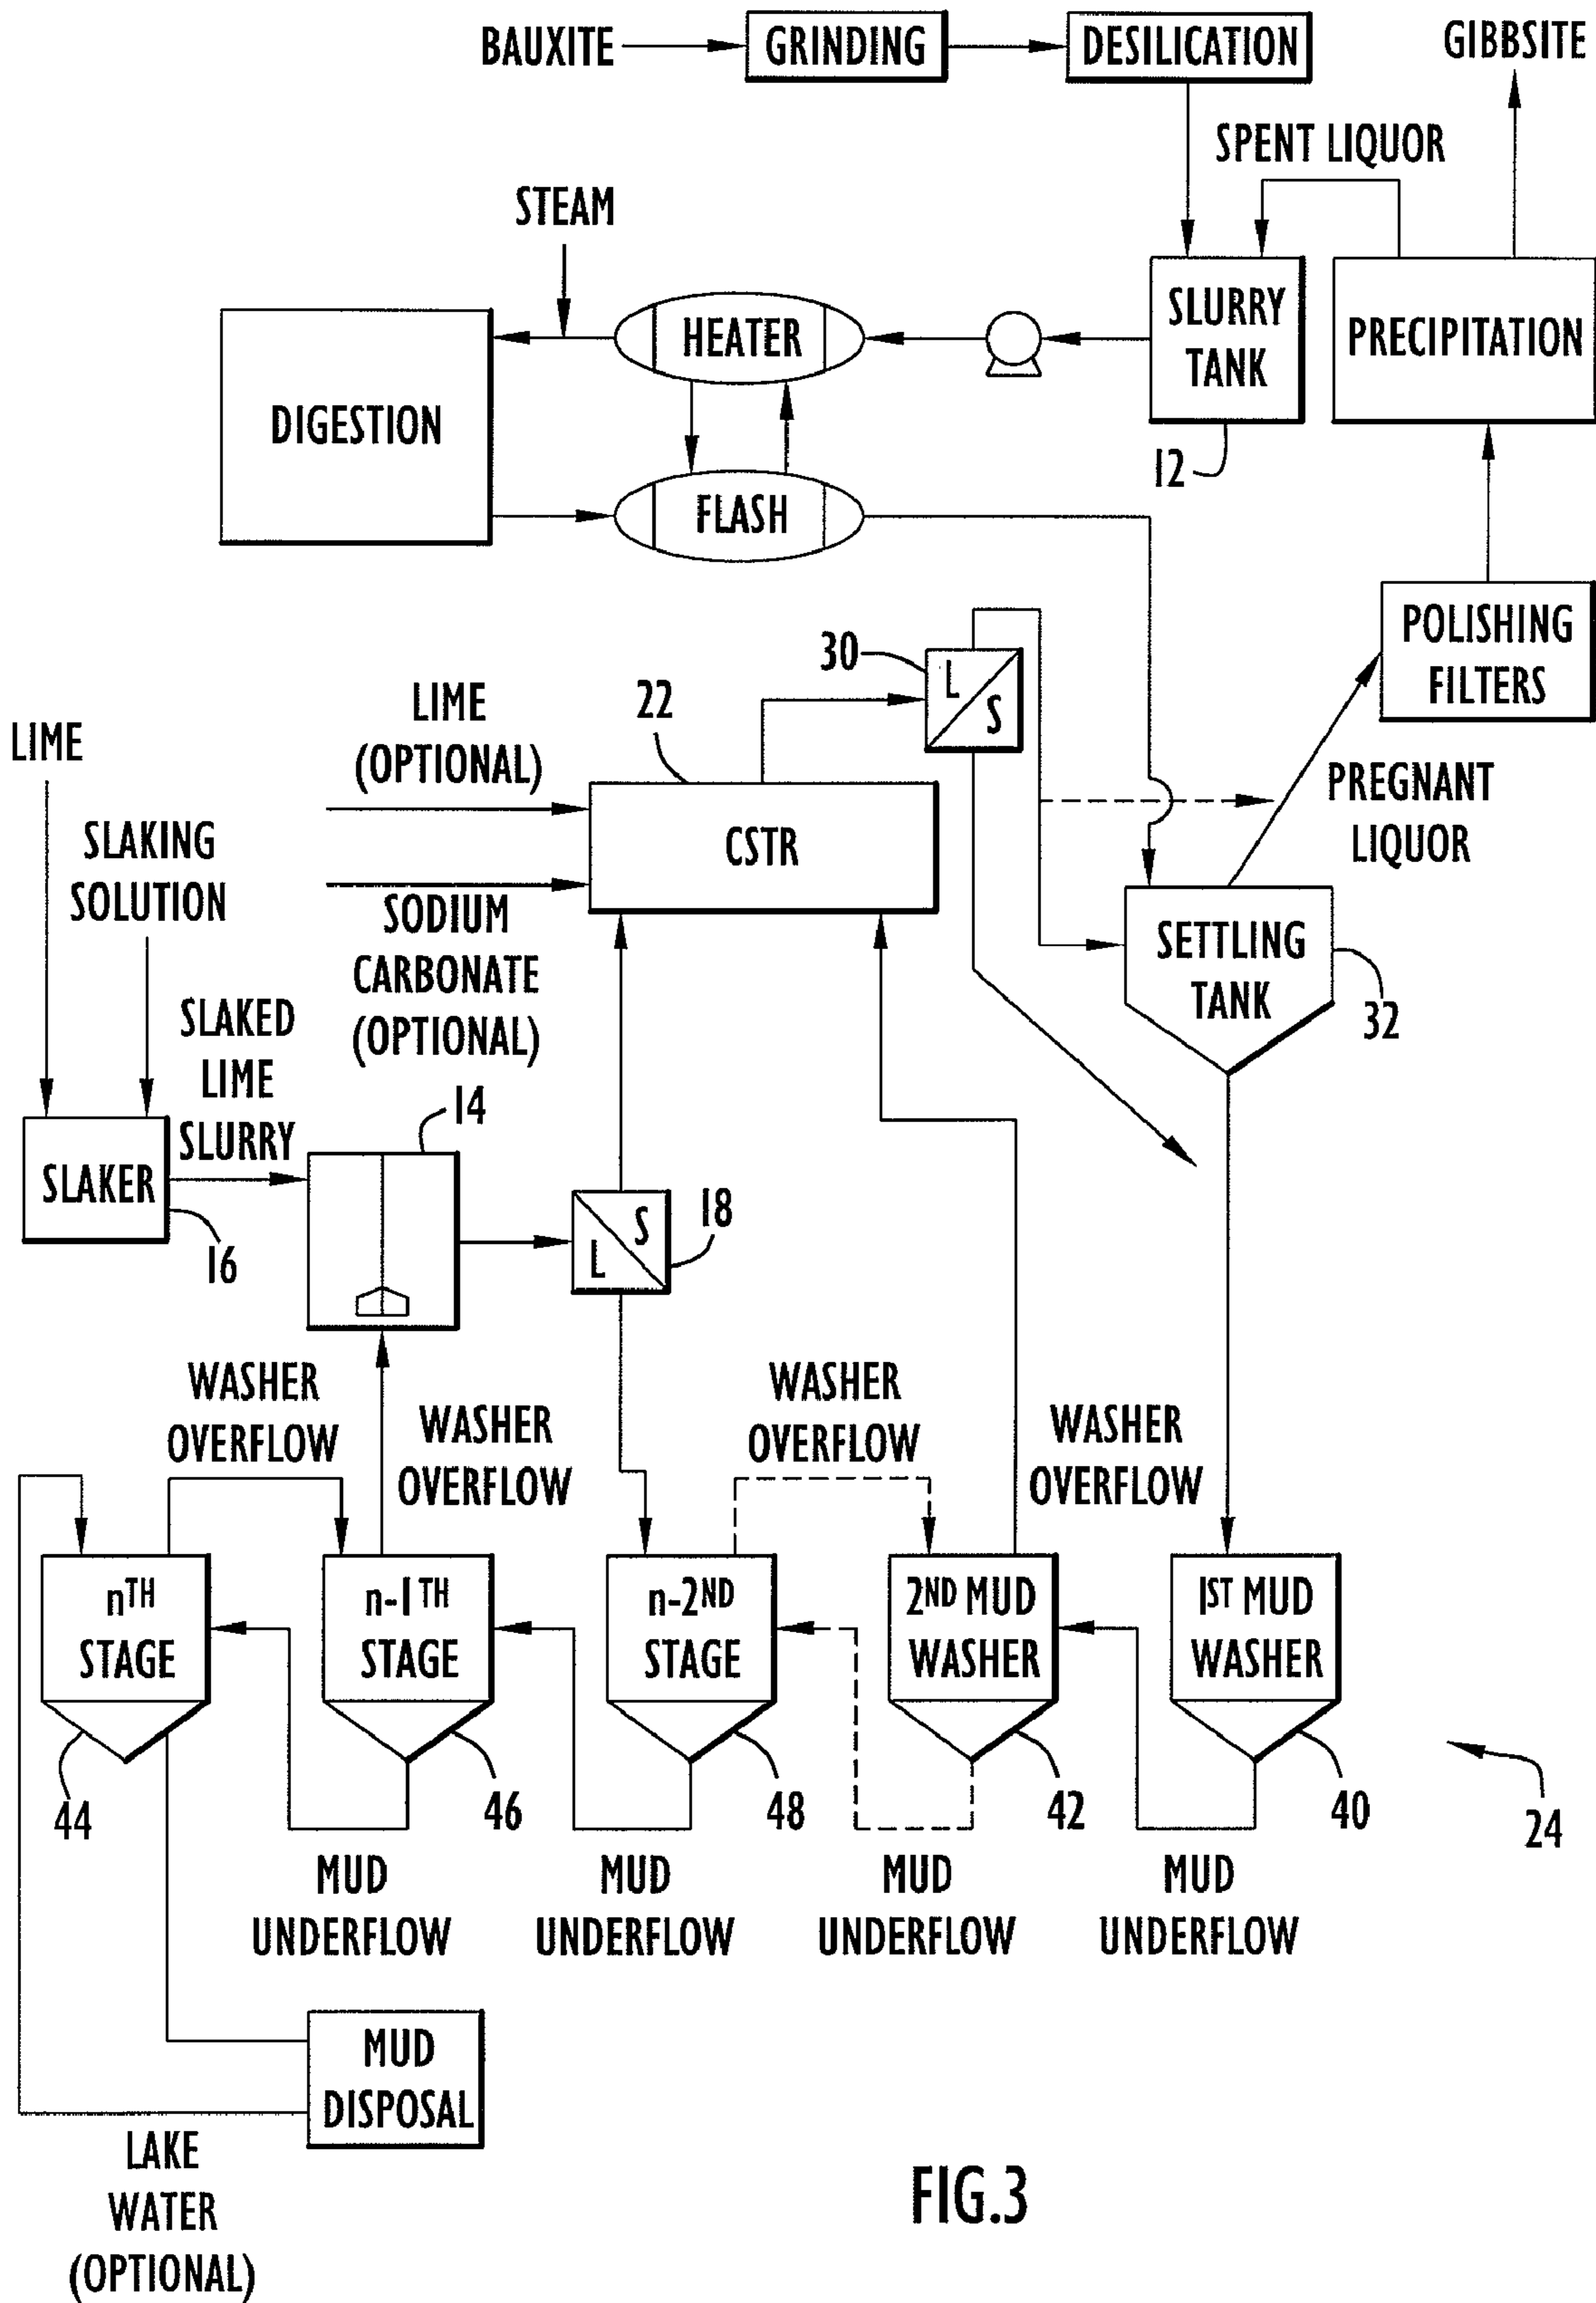 BAUXITE
GRINDING
DESILICATION
GIBBSITE
SPENT LIQUOR
STEAM
HEATER
SLURRY
TANK
PRECIPITATION
DIGESTION
12
FLASH
POLISHING
FILTERS
30
L
S
22
LIME
(OPTIONAL)
LIME
PREGNANT
LIQUOR
CSTR
SLAKING
SOLUTION
SODIUM
CARBONATE
(OPTIONAL)
SETTLING
TANK
32
SLAKED
LIME
SLURRY
14
SLAKER
16
S
L
18
WASHER
OVERFLOW
WASHER
OVERFLOW
WASHER
OVERFLOW
WASHER
OVERFLOW
nTH
STAGE
n-1TH
STAGE
n-2ND
STAGE
2ND MUD
WASHER
1ST MUD
WASHER
44
46
48
42
40
24
MUD
UNDERFLOW
MUD
UNDERFLOW
MUD
UNDERFLOW
MUD
UNDERFLOW
MUD
DISPOSAL
LAKE
WATER
(OPTIONAL)
FIG.3